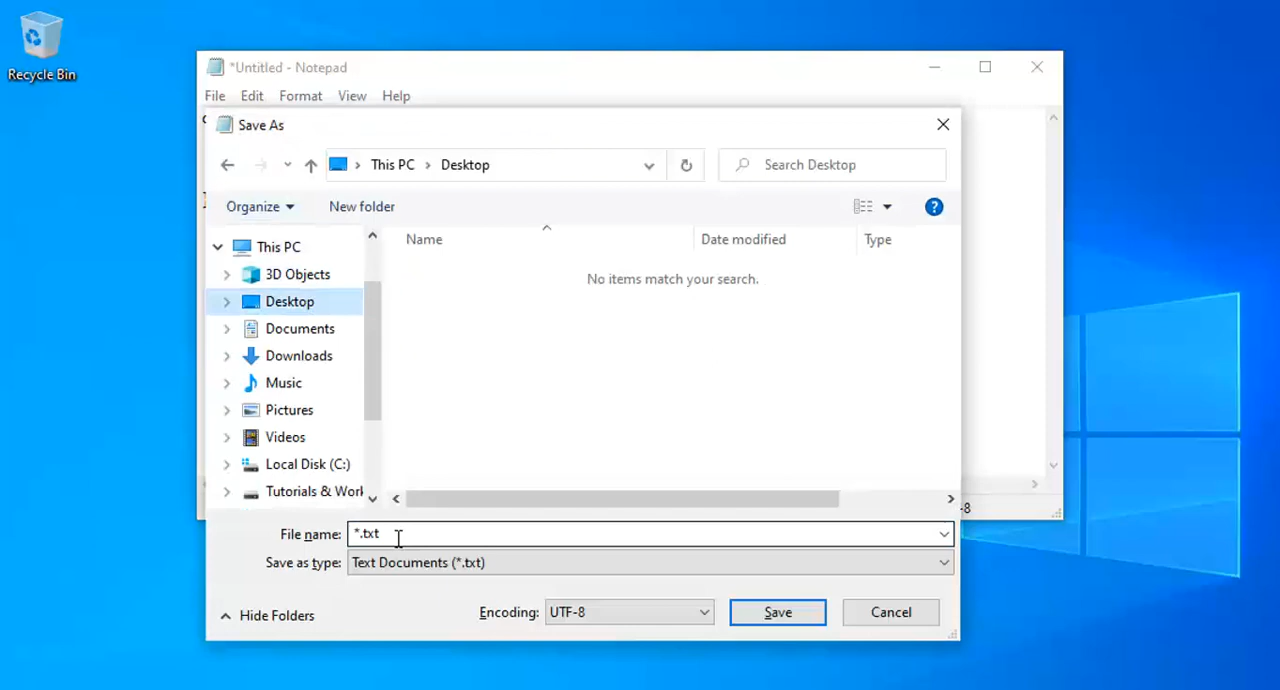 Recycle Bin
*Untitled - Notepad
File Edit Format View Help
Save As
This PC Desktop
Search Desktop
Organize New folder
This PC
3D Objects
Desktop
Documents
Downloads
Music
Pictures
Videos
Local Disk (C:)
Tutorials & Work
Name Date modified Type
No items match your search.
-8
File name: *.txt
Save as type: Text Documents (*.txt)
Hide Folders Encoding: UTF-8 Save Cancel